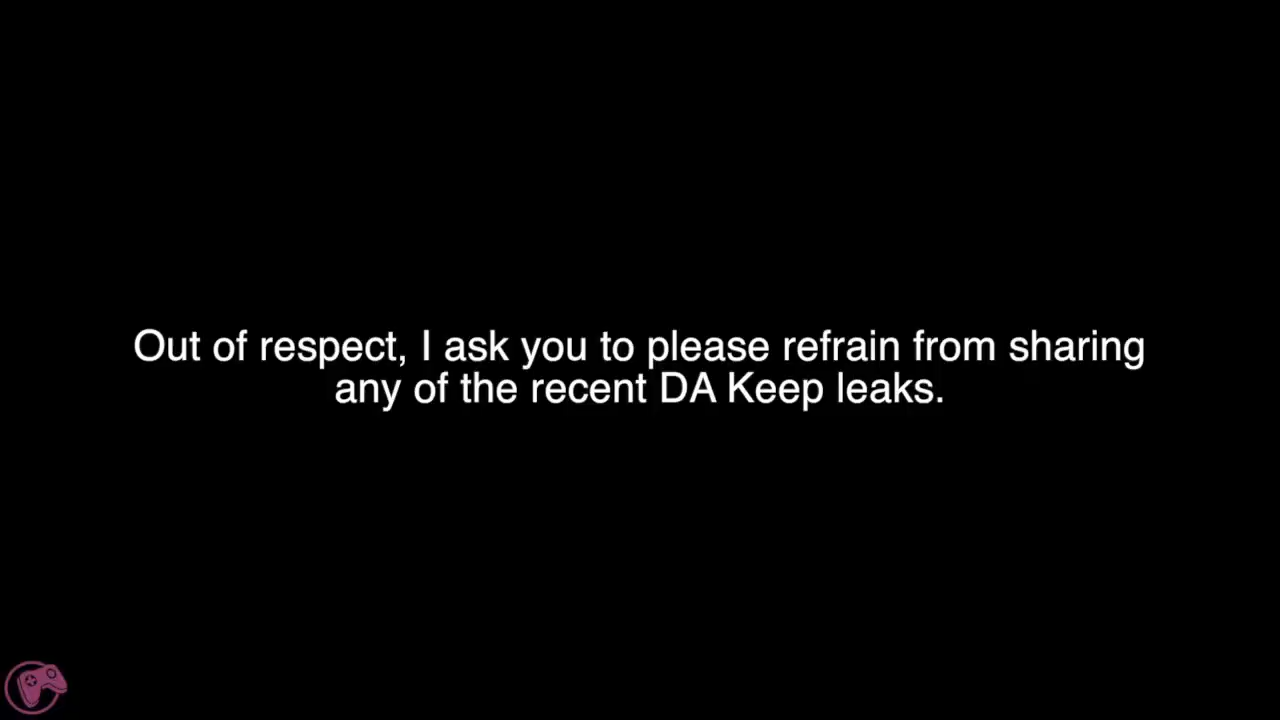 Out of respect, I ask you to please refrain from sharing
any of the recent DA Keep leaks.